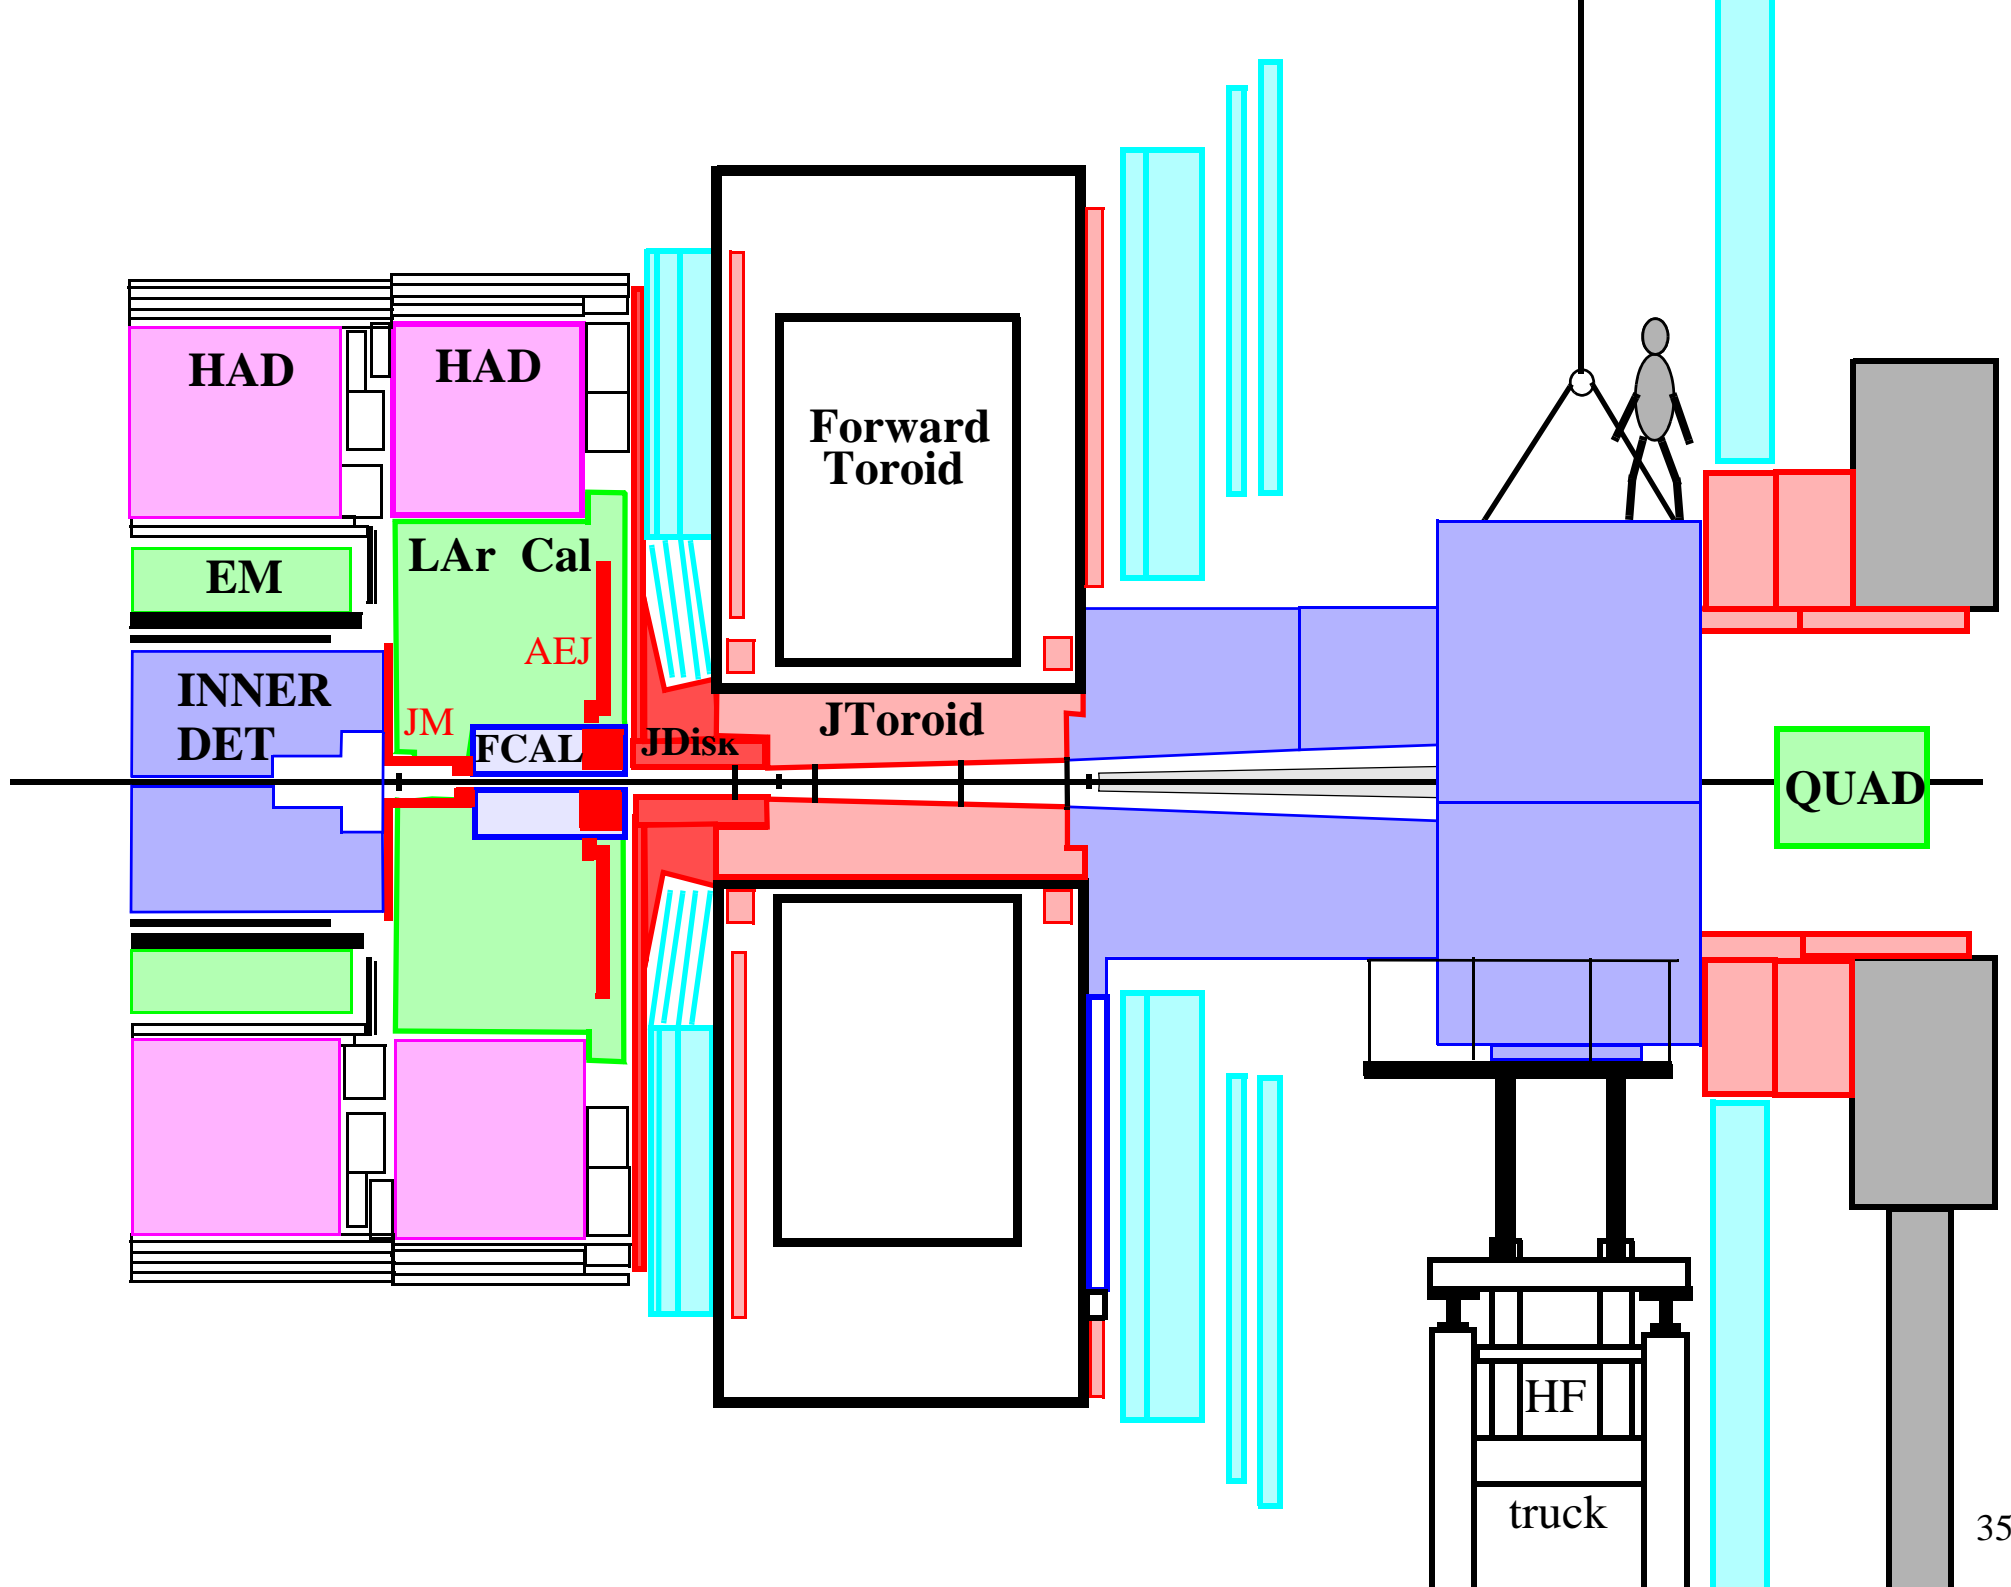 HAD
HAD
Forward
Toroid
LAr Cal
EM
AEJ
INNER
DET
JM
FCAL
JDisk
JToroid
QUAD
HF
truck
35